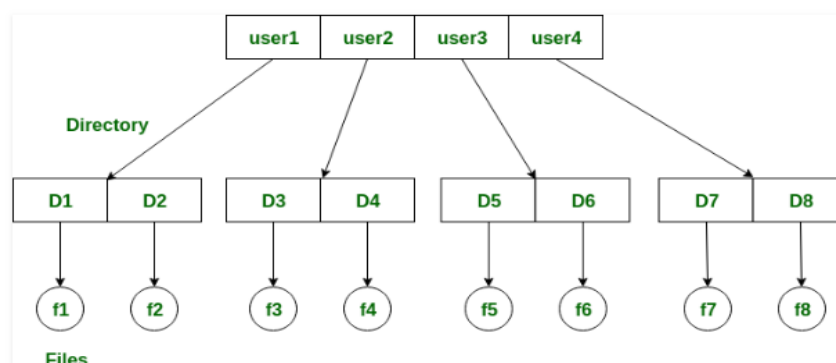 user1 user2 user3 user4
Directory
D1 D2 D3 D4 D5 D6 D7 D8
f1 f2 f3 f4 f5 f6 f7 f8
Files